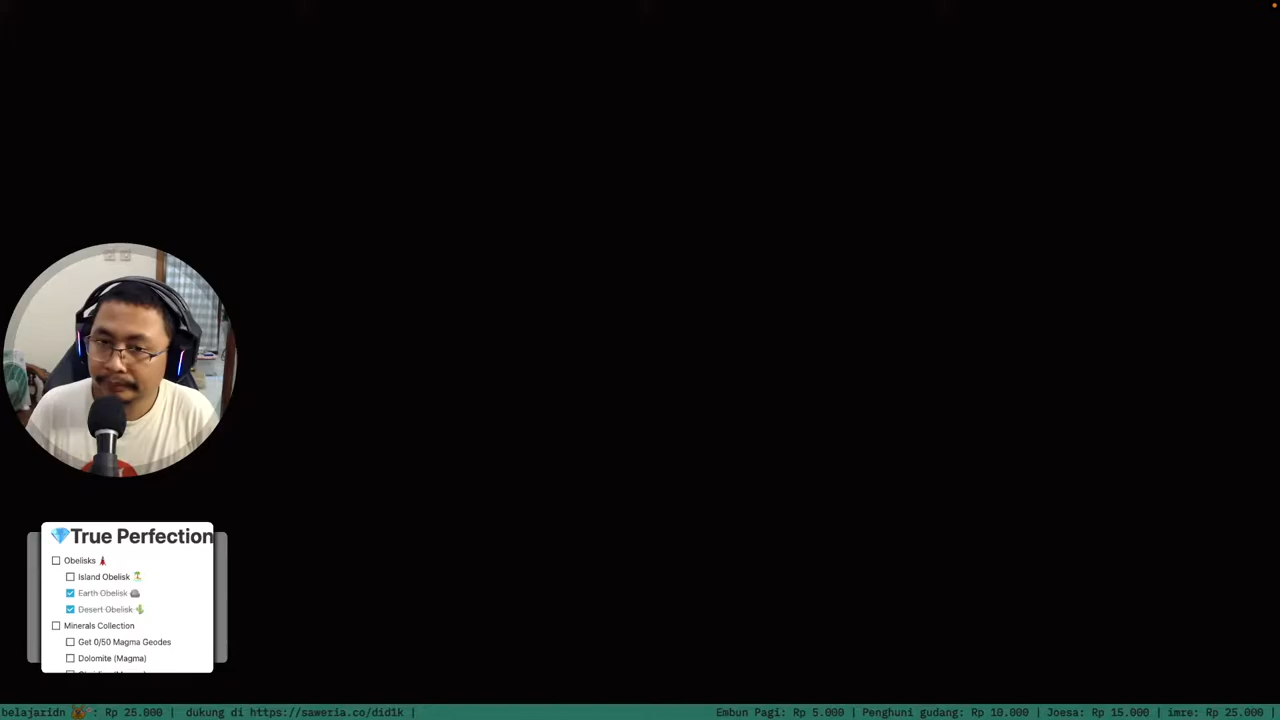 💎True Perfection
Obelisks
Island Obelisk 🏝
Earth Obelisk
Desert Obelisk 🌵
Minerals Collection
Get 0/50 Magma Geodes
Dolomite (Magma)
belajaridn : Rp 25.000 | dukung di https://saweria.co/did1k |
Embun Pagi: Rp 5.000 | Penghuni gudang: Rp 10.000 | Joesa: Rp 15.000 | imre: Rp 25.000 |